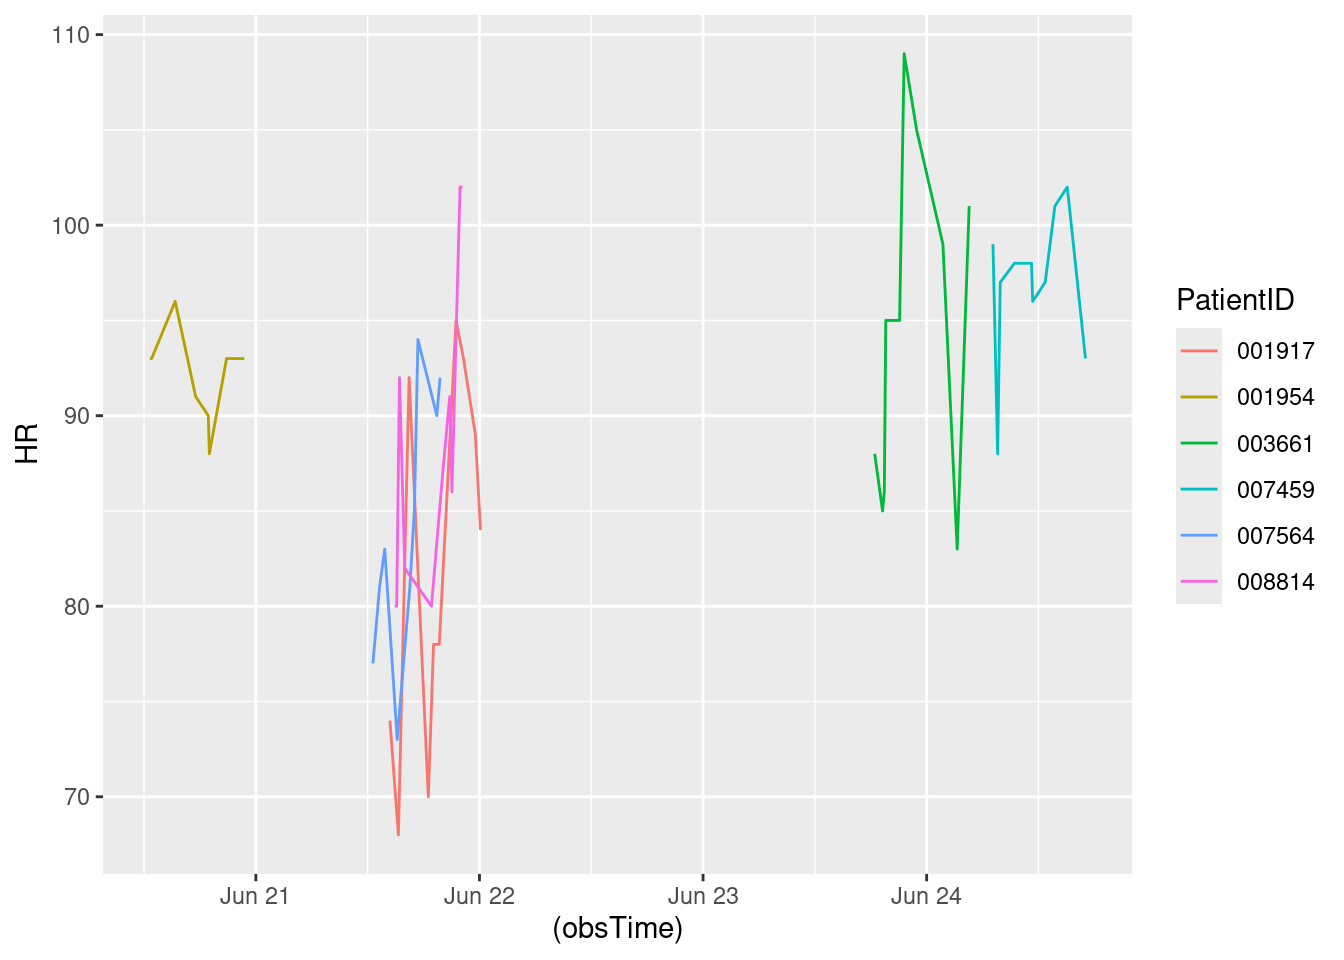 110
100
90
80
70
HR
Jun 21
Jun 22
Jun 23
Jun 24
(obsTime)
PatientID
001917
001954
003661
007459
007564
008814